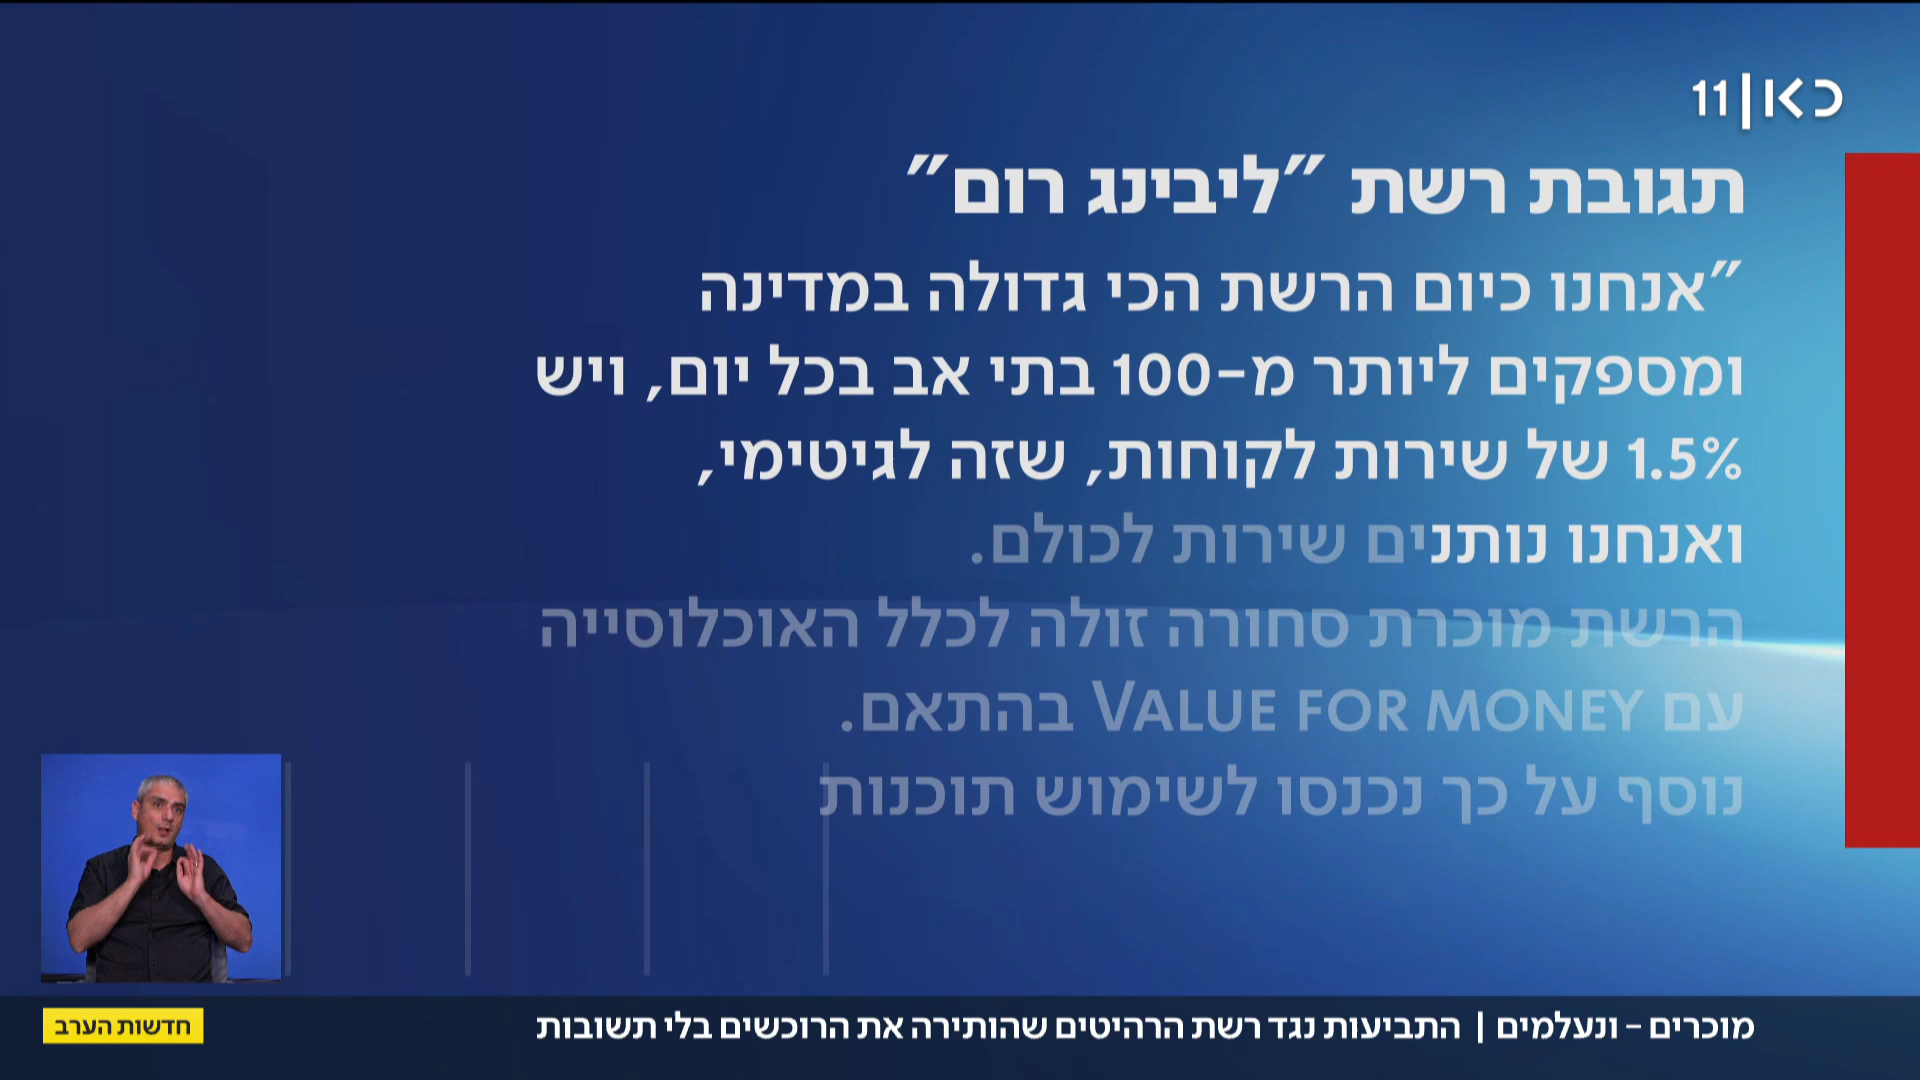 כאן|11
תגובת רשת "ליבינג רום"
"אנחנו כיום הרשת הכי גדולה במדינה
ומספקים ליותר מ-100 בתי אב בכל יום, ויש
1.5% של שירות לקוחות, שזה לגיטימי,
ואנחנו נותנים שירות לכולם.
הרשת מוכרת סחורה זולה לכלל האוכלוסייה
עם VALUE FOR MONEY בהתאם.
נוסף על כך נכנסו לשימוש תוכנות
מוכרים - ונעלמים | התביעות נגד רשת הרהיטים שהותירה את הרוכשים בלי תשובות
חדשות הערב